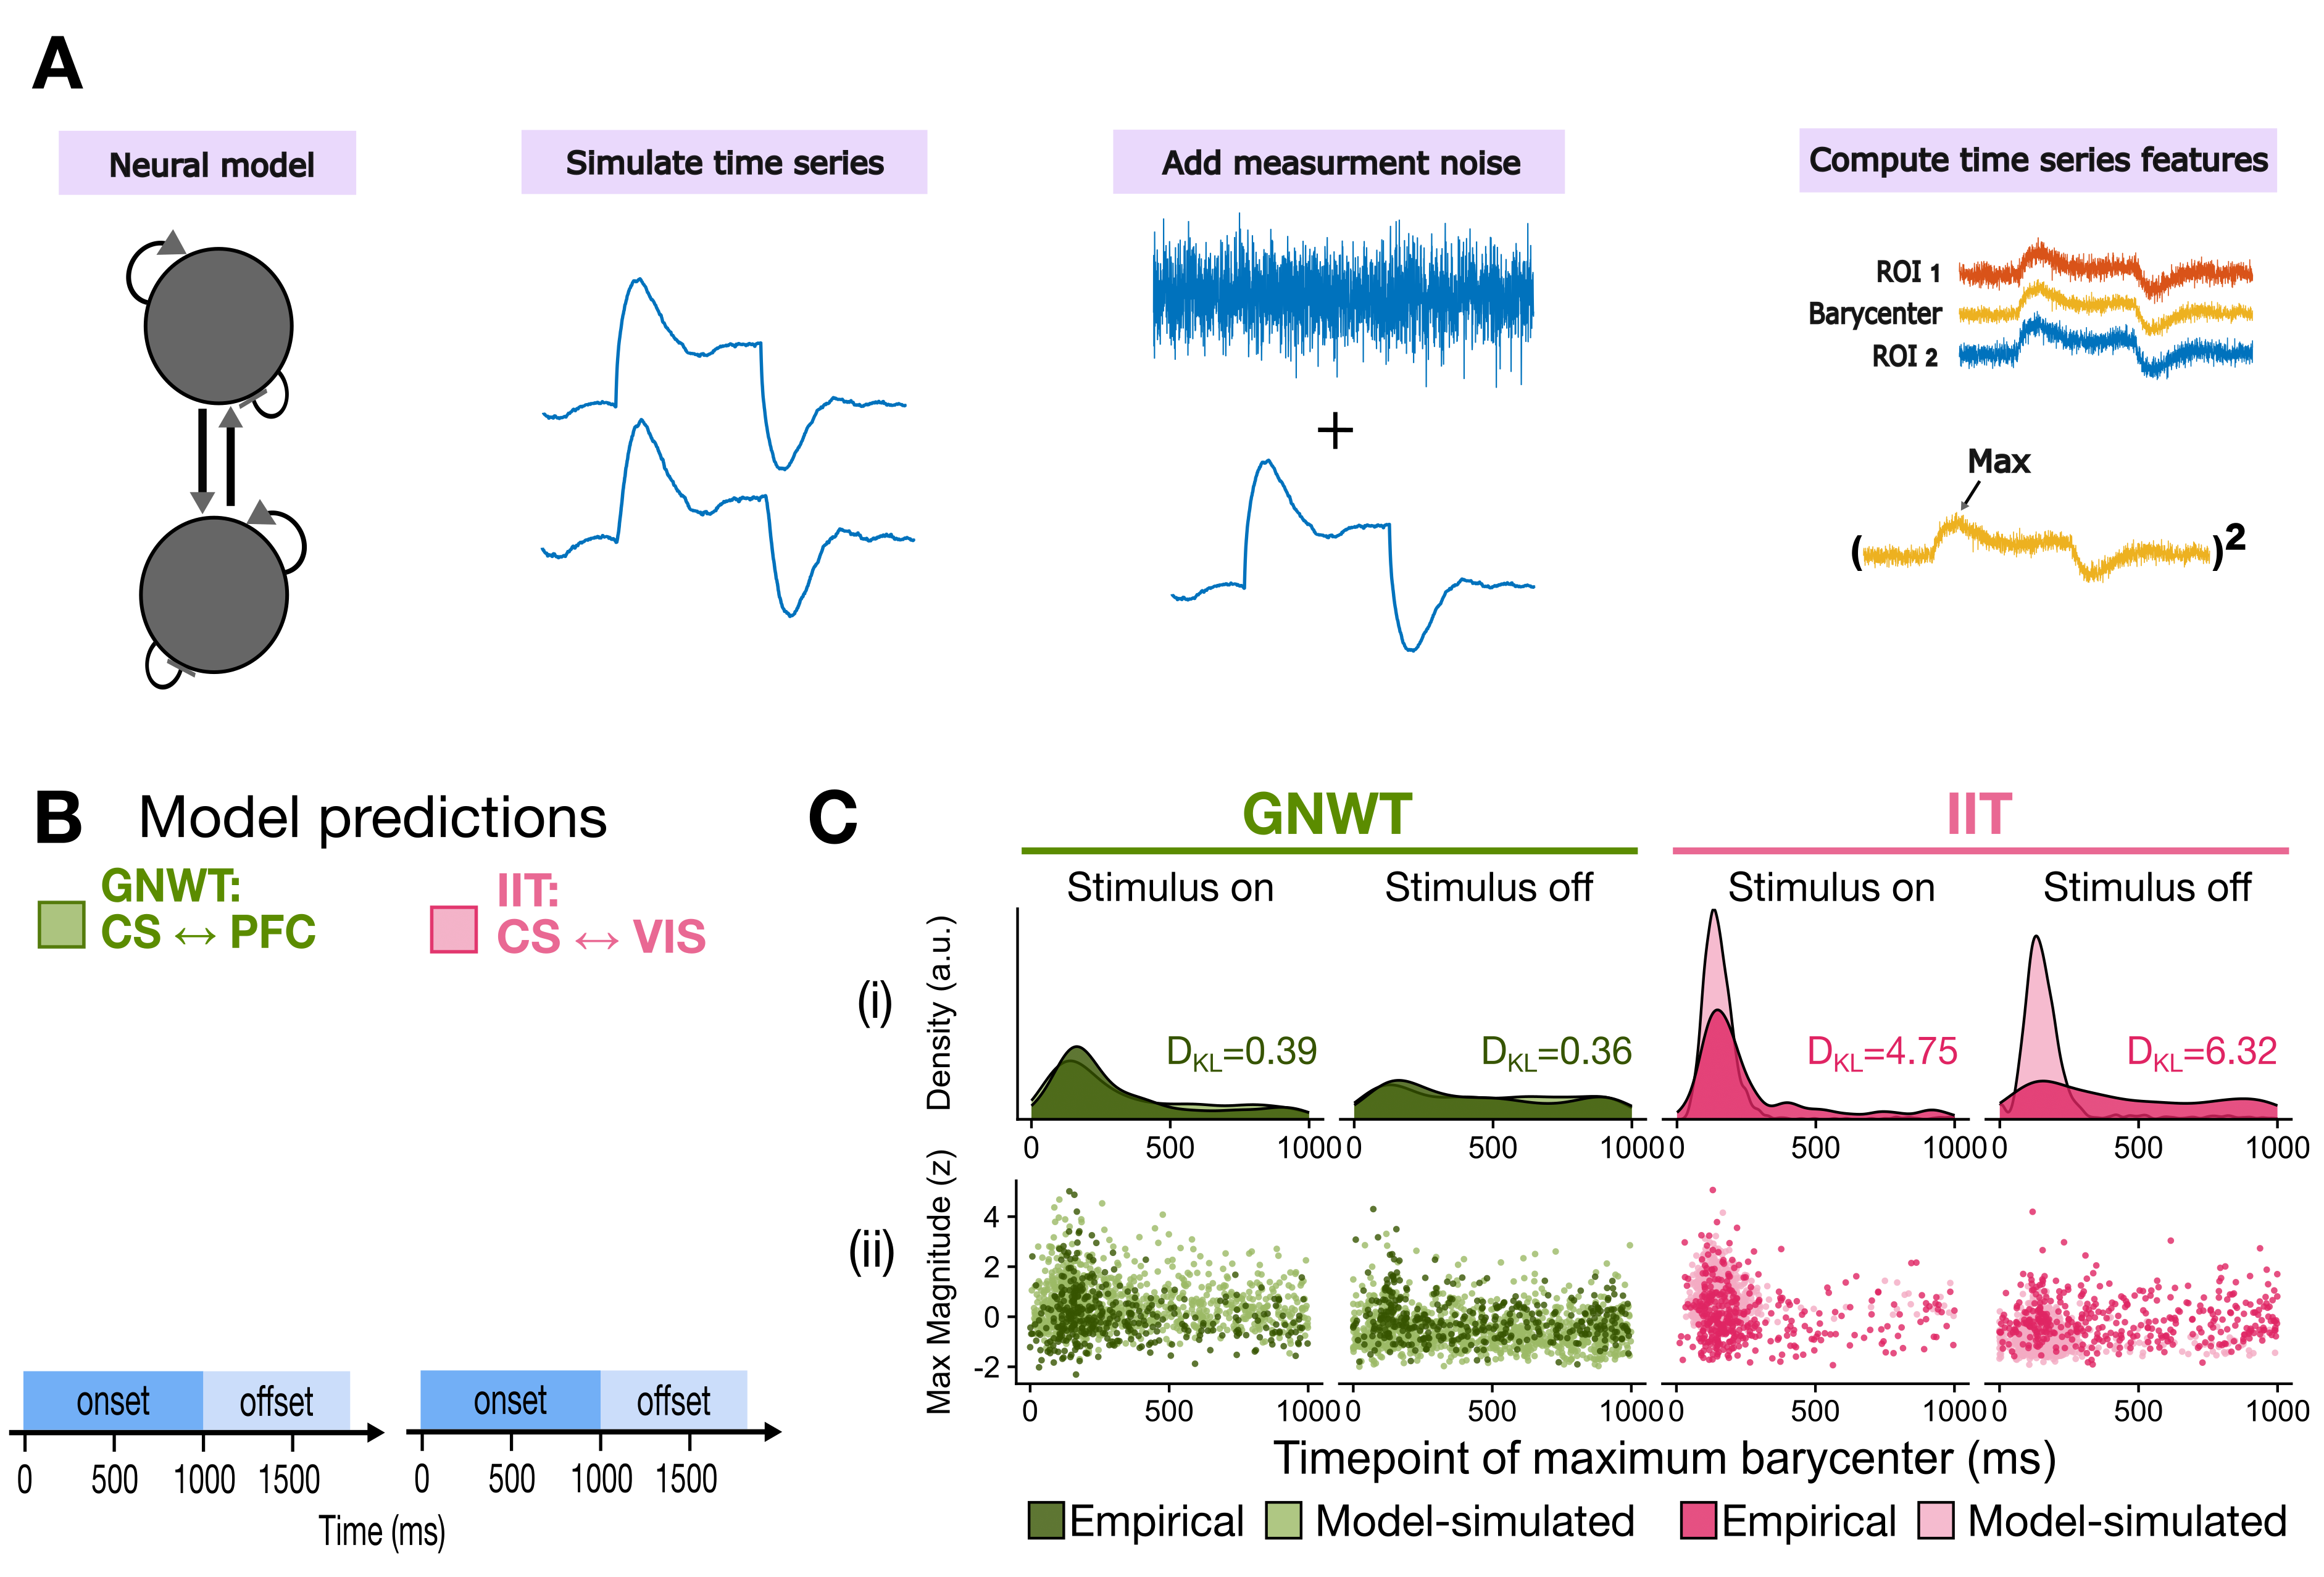 A
Neural model
Simulate time series
Add measurment noise
Compute time series features
+
ROI 1
Barycenter
ROI 2
Max
( )2
B Model predictions
GNWT:
CS ↔ PFC
IIT:
CS ↔ VIS
onset offset
0 500 1000 1500
onset offset
0 500 1000 1500
Time (ms)
C
GNWT
IIT
Stimulus on
Stimulus off
Stimulus on
Stimulus off
(i)
Density (a.u.)
DKL=0.39
DKL=0.36
DKL=4.75
DKL=6.32
0 500 1000 0 500 1000 0 500 1000 0 500 1000
(ii)
Max Magnitude (z)
4
2
0
-2
0 500 1000 0 500 1000 0 500 1000 0 500 1000
Timepoint of maximum barycenter (ms)
Empirical Model-simulated Empirical Model-simulated